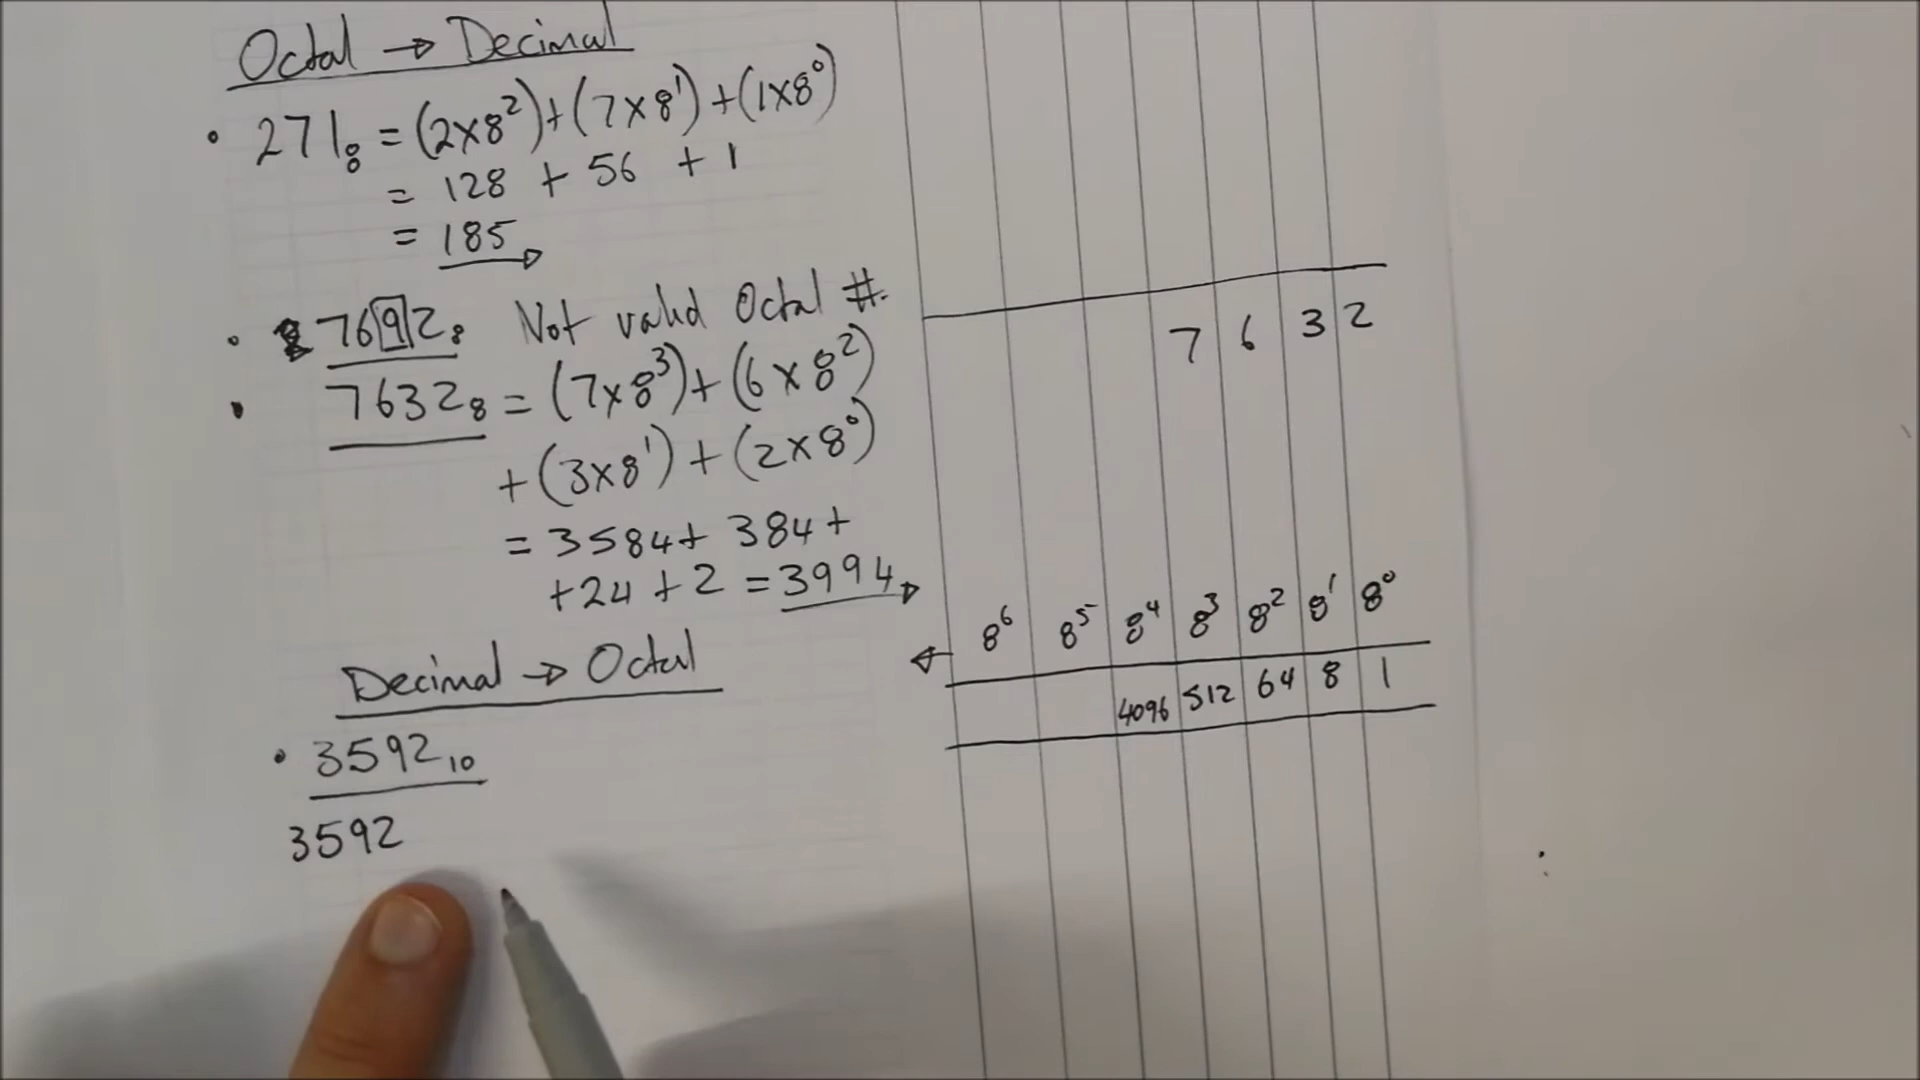 Octal → Decimal
• 271₈ = (2×8²)+(7×8¹)+(1×8⁰)
= 128 + 56 + 1
= 185
• 7692₈ Not valid Octal #.
• 7632₈ = (7×8³)+(6×8²)
+(3×8¹)+(2×8⁰)
= 3584+ 384+
+24+2 = 3994
Decimal → Octal
• 3592₁₀
3592
7 6 3 2
8⁶ 8⁵ 8⁴ 8³ 8² 8¹ 8⁰
4096 512 64 8 1